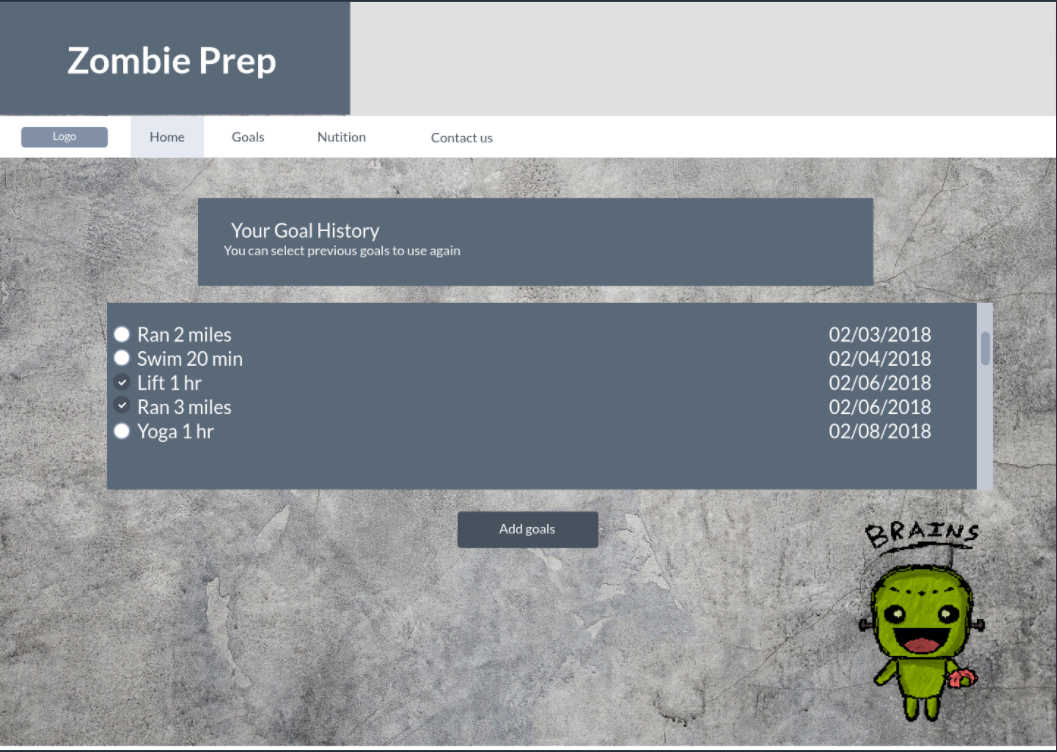 Zombie Prep
Logo
Home
Goals
Nutition
Contact us
Your Goal History
You can select previous goals to use again
Ran 2 miles 02/03/2018
Swim 20 min 02/04/2018
Lift 1 hr 02/06/2018
Ran 3 miles 02/06/2018
Yoga 1 hr 02/08/2018
Add goals
BRAINS